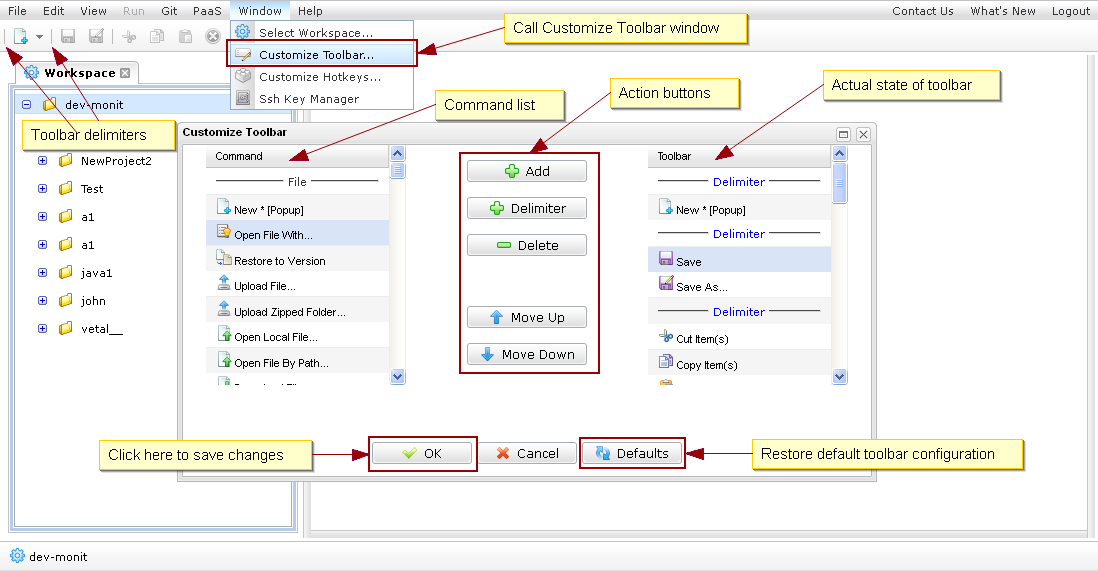 File Edit View Run Git PaaS Window Help Contact Us What's New Logout
Select Workspace...
Customize Toolbar...
Customize Hotkeys...
Ssh Key Manager
Call Customize Toolbar window
Workspace
dev-monit
Toolbar delimiters
NewProject2
Test
a1
a1
java1
john
vetal__
Command list
Action buttons
Actual state of toolbar
Customize Toolbar
Command
File
New * [Popup]
Open File With...
Restore to Version
Upload File...
Upload Zipped Folder...
Open Local File...
Open File By Path...
Add
Delimiter
Delete
Move Up
Move Down
Toolbar
Delimiter
New * [Popup]
Delimiter
Save
Save As...
Delimiter
Cut Item(s)
Copy Item(s)
Click here to save changes
OK
Cancel
Defaults
Restore default toolbar configuration
dev-monit